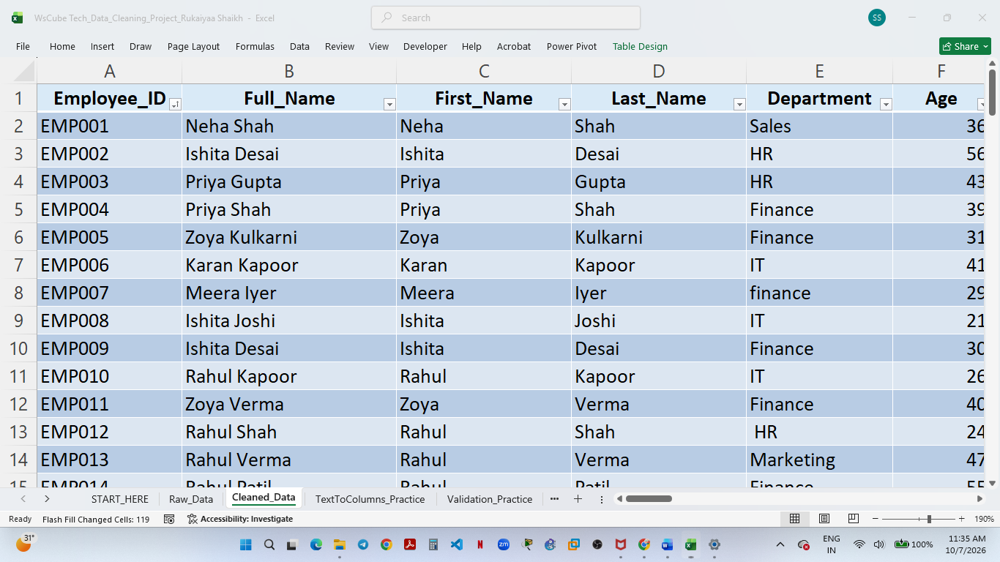 WsCube Tech_Data_Cleaning_Project_Rukaiyaa Shaikh - Excel
Search
SS
File Home Insert Draw Page Layout Formulas Data Review View Developer Help Acrobat Power Pivot Table Design
Share
A B C D E F
1 Employee_ID Full_Name First_Name Last_Name Department Age
2 EMP001 Neha Shah Neha Shah Sales 36
3 EMP002 Ishita Desai Ishita Desai HR 56
4 EMP003 Priya Gupta Priya Gupta HR 43
5 EMP004 Priya Shah Priya Shah Finance 39
6 EMP005 Zoya Kulkarni Zoya Kulkarni Finance 31
7 EMP006 Karan Kapoor Karan Kapoor IT 41
8 EMP007 Meera Iyer Meera Iyer finance 29
9 EMP008 Ishita Joshi Ishita Joshi IT 21
10 EMP009 Ishita Desai Ishita Desai Finance 30
11 EMP010 Rahul Kapoor Rahul Kapoor IT 26
12 EMP011 Zoya Verma Zoya Verma Finance 40
13 EMP012 Rahul Shah Rahul Shah HR 24
14 EMP013 Rahul Verma Rahul Verma Marketing 47
15 EMP014 Rahul Patil Rahul Patil Finance 55
START_HERE Raw_Data Cleaned_Data TextToColumns_Practice Validation_Practice
Ready Flash Fill Changed Cells: 119 Accessibility: Investigate 190%
31° ENG 100% 11:35 AM
IN 10/7/2026